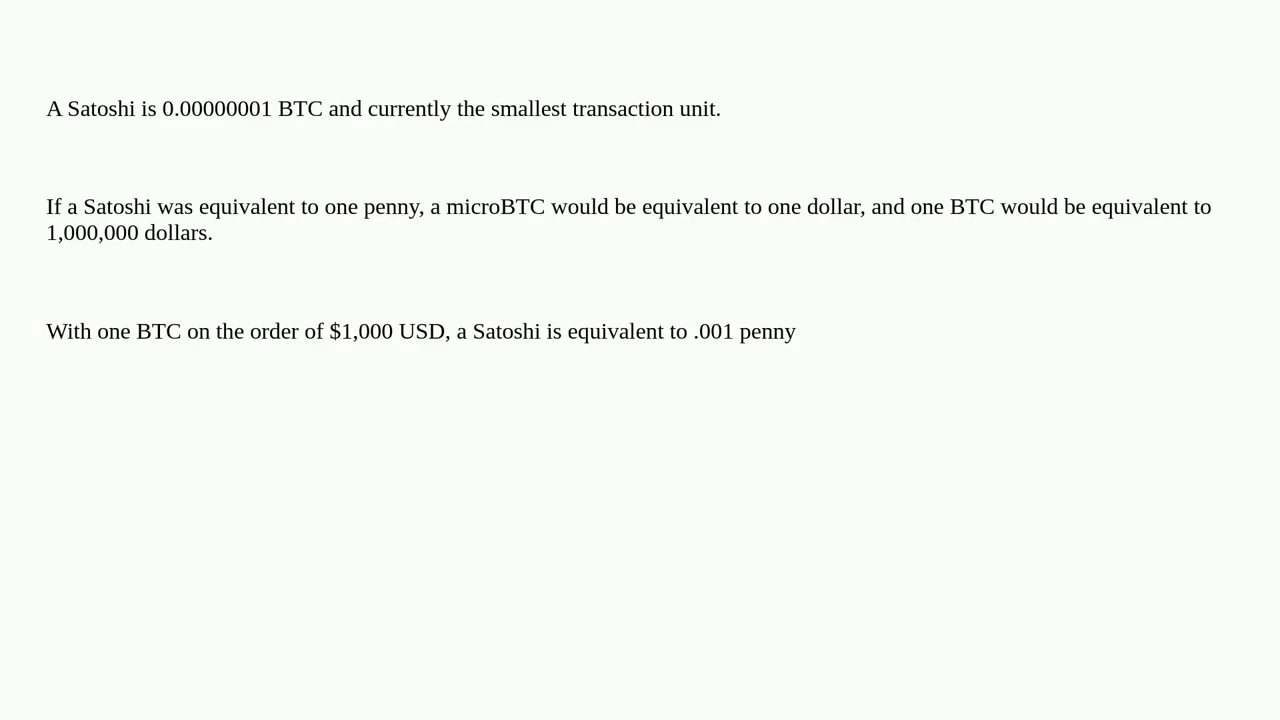 A Satoshi is 0.00000001 BTC and currently the smallest transaction unit.
If a Satoshi was equivalent to one penny, a microBTC would be equivalent to one dollar, and one BTC would be equivalent to
1,000,000 dollars.
With one BTC on the order of $1,000 USD, a Satoshi is equivalent to .001 penny